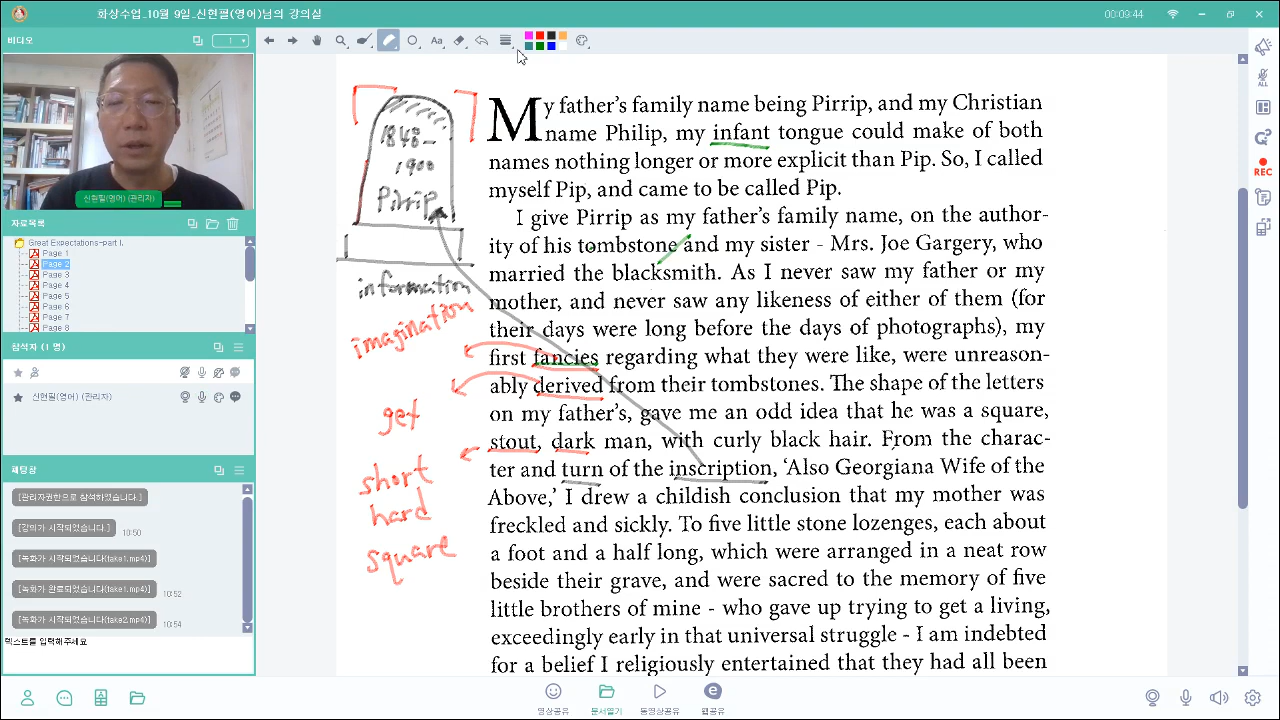 화상수업_10월 9일_신현필(영어)님의 강의실
00:09:44
비디오
1
신현필(영어) (관리자)
자료목록
Great Expectations-part I.
Page 1
Page 2
Page 3
Page 4
Page 5
Page 6
Page 7
Page 8
참석자 (1 명)
신현필(영어) (관리자)
채팅창
[관리자권한으로 참석하였습니다.]
[강의가 시작되었습니다.]
10:50
[녹화가 시작되었습니다(take1.mp4)]
[녹화가 완료되었습니다(take1.mp4)]
10:52
[녹화가 시작되었습니다(take2.mp4)]
10:54
텍스트를 입력해주세요
Aa
ALL
REC
1848-
1900
Pirrip
information
imagination
get
short
hard
square
My father's family name being Pirrip, and my Christian
name Philip, my infant tongue could make of both
names nothing longer or more explicit than Pip. So, I called
myself Pip, and came to be called Pip.
I give Pirrip as my father's family name, on the author-
ity of his tombstone and my sister - Mrs. Joe Gargery, who
married the blacksmith. As I never saw my father or my
mother, and never saw any likeness of either of them (for
their days were long before the days of photographs), my
first fancies regarding what they were like, were unreason-
ably derived from their tombstones. The shape of the letters
on my father's, gave me an odd idea that he was a square,
stout, dark man, with curly black hair. From the charac-
ter and turn of the inscription, 'Also Georgiana Wife of the
Above,' I drew a childish conclusion that my mother was
freckled and sickly. To five little stone lozenges, each about
a foot and a half long, which were arranged in a neat row
beside their grave, and were sacred to the memory of five
little brothers of mine - who gave up trying to get a living,
exceedingly early in that universal struggle - I am indebted
for a belief I religiously entertained that they had all been
영상공유
문서열기
동영상공유
웹공유